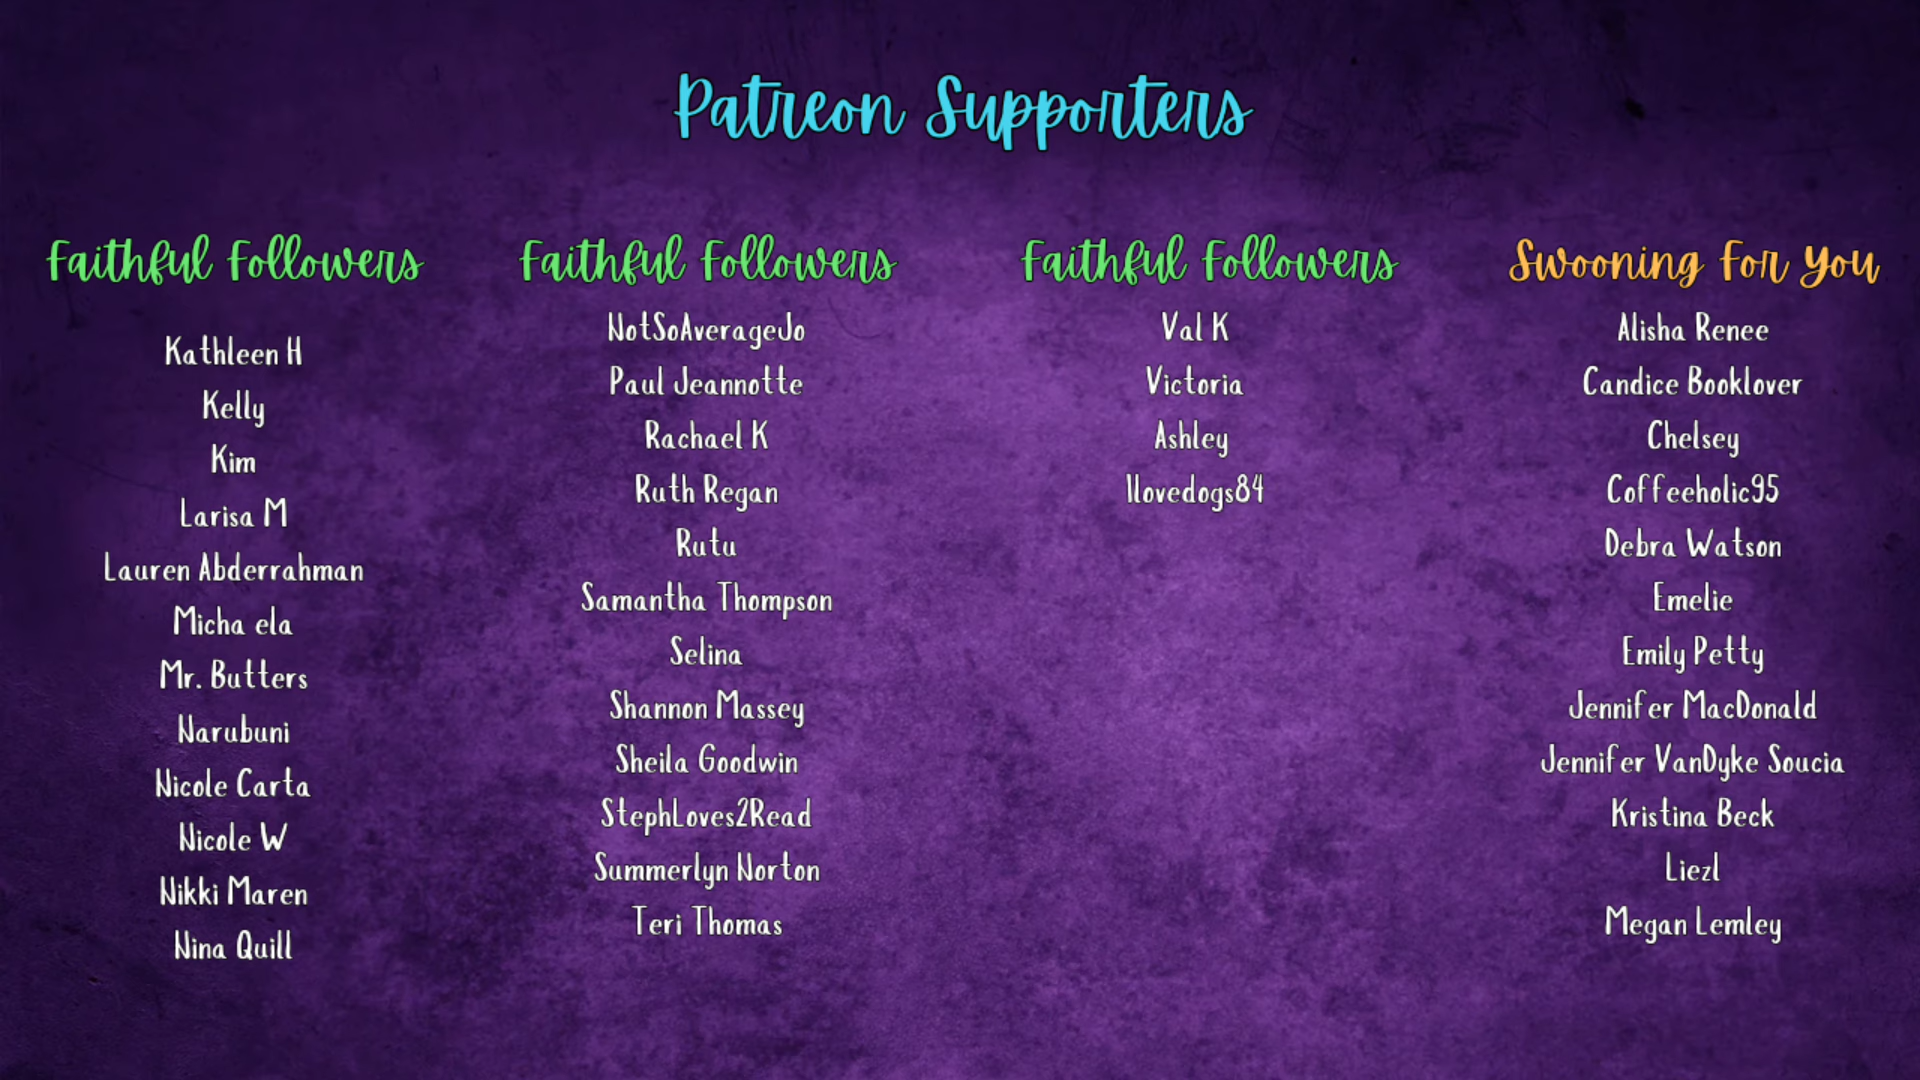 Patreon Supporters
Faithful Followers
Kathleen H
Kelly
Kim
Larisa M
Lauren Abderrahman
Micha ela
Mr. Butters
Narubuni
Nicole Carta
Nicole W
Nikki Maren
Nina Quill
Faithful Followers
NotSoAverageJo
Paul Jeannotte
Rachael K
Ruth Regan
Rutu
Samantha Thompson
Selina
Shannon Massey
Sheila Goodwin
StephLoves2Read
Summerlyn Norton
Teri Thomas
Faithful Followers
Val K
Victoria
Ashley
1lovedogs84
Swooning For You
Alisha Renee
Candice Booklover
Chelsey
Coffeeholic95
Debra Watson
Emelie
Emily Petty
Jennifer MacDonald
Jennifer VanDyke Soucia
Kristina Beck
Liezl
Megan Lemley